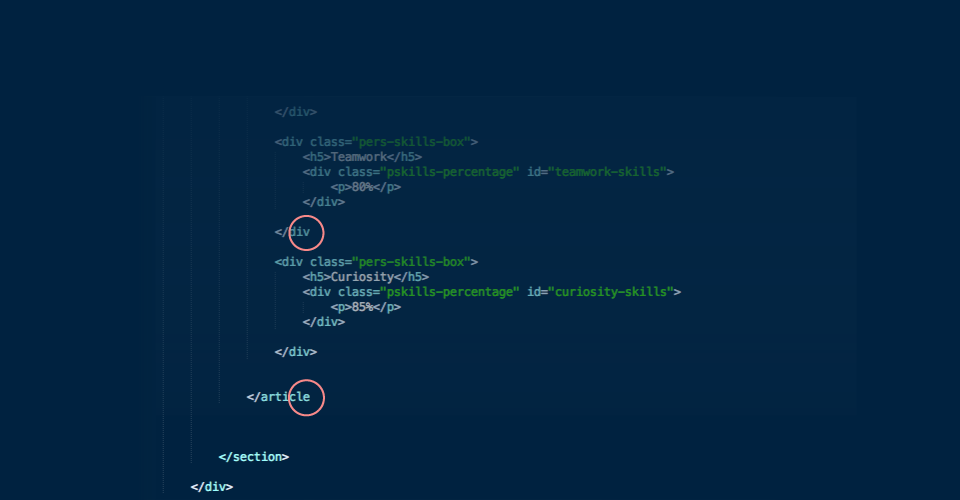 </div>
<div class="pers-skills-box">
<h5>Teamwork</h5>
<div class="pskills-percentage" id="teamwork-skills">
<p>80%</p>
</div>
</div
<div class="pers-skills-box">
<h5>Curiosity</h5>
<div class="pskills-percentage" id="curiosity-skills">
<p>85%</p>
</div>
</div>
</article
</section>
</div>